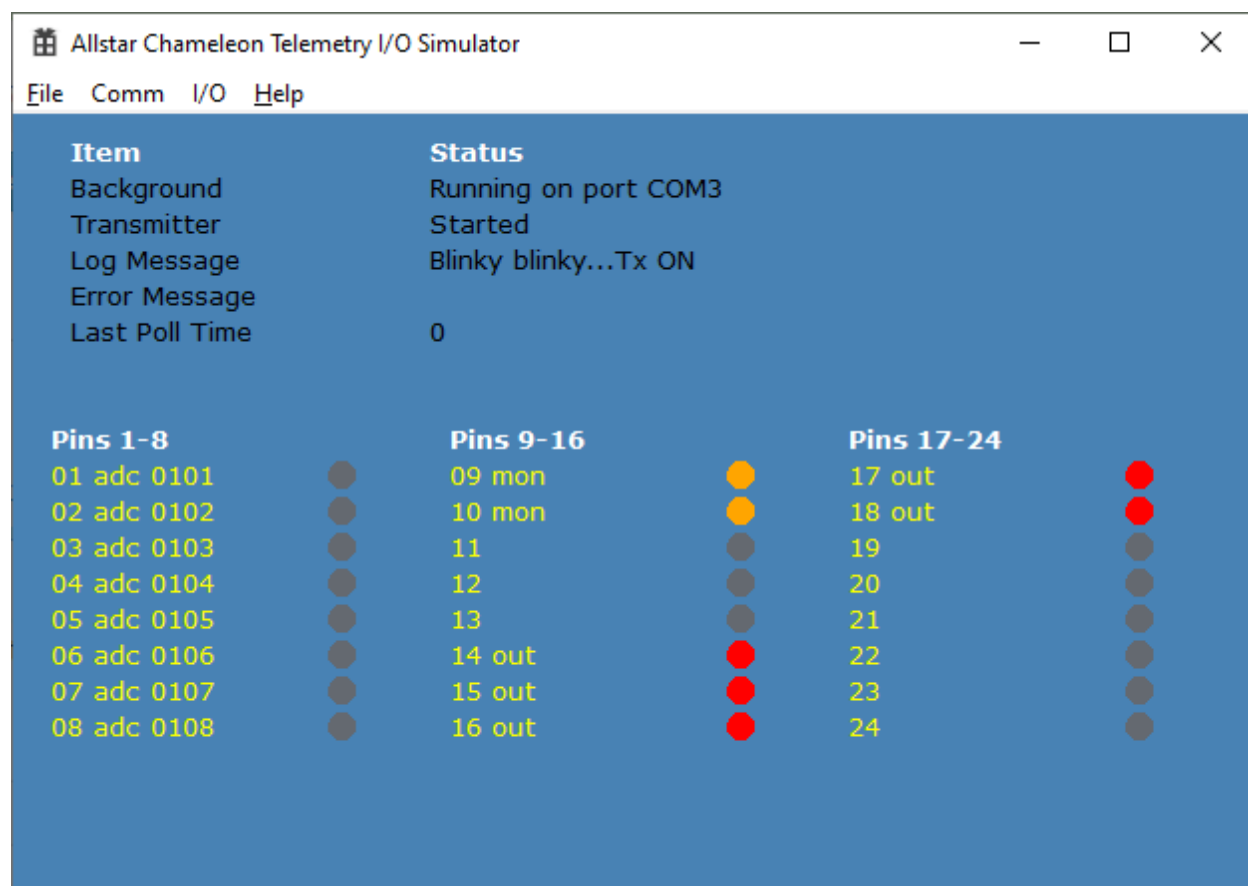 Allstar Chameleon Telemetry I/O Simulator
File Comm I/O Help
Item Status
Background Running on port COM3
Transmitter Started
Log Message Blinky blinky...Tx ON
Error Message
Last Poll Time 0
Pins 1-8 Pins 9-16 Pins 17-24
01 adc 0101 09 mon 17 out
02 adc 0102 10 mon 18 out
03 adc 0103 11 19
04 adc 0104 12 20
05 adc 0105 13 21
06 adc 0106 14 out 22
07 adc 0107 15 out 23
08 adc 0108 16 out 24